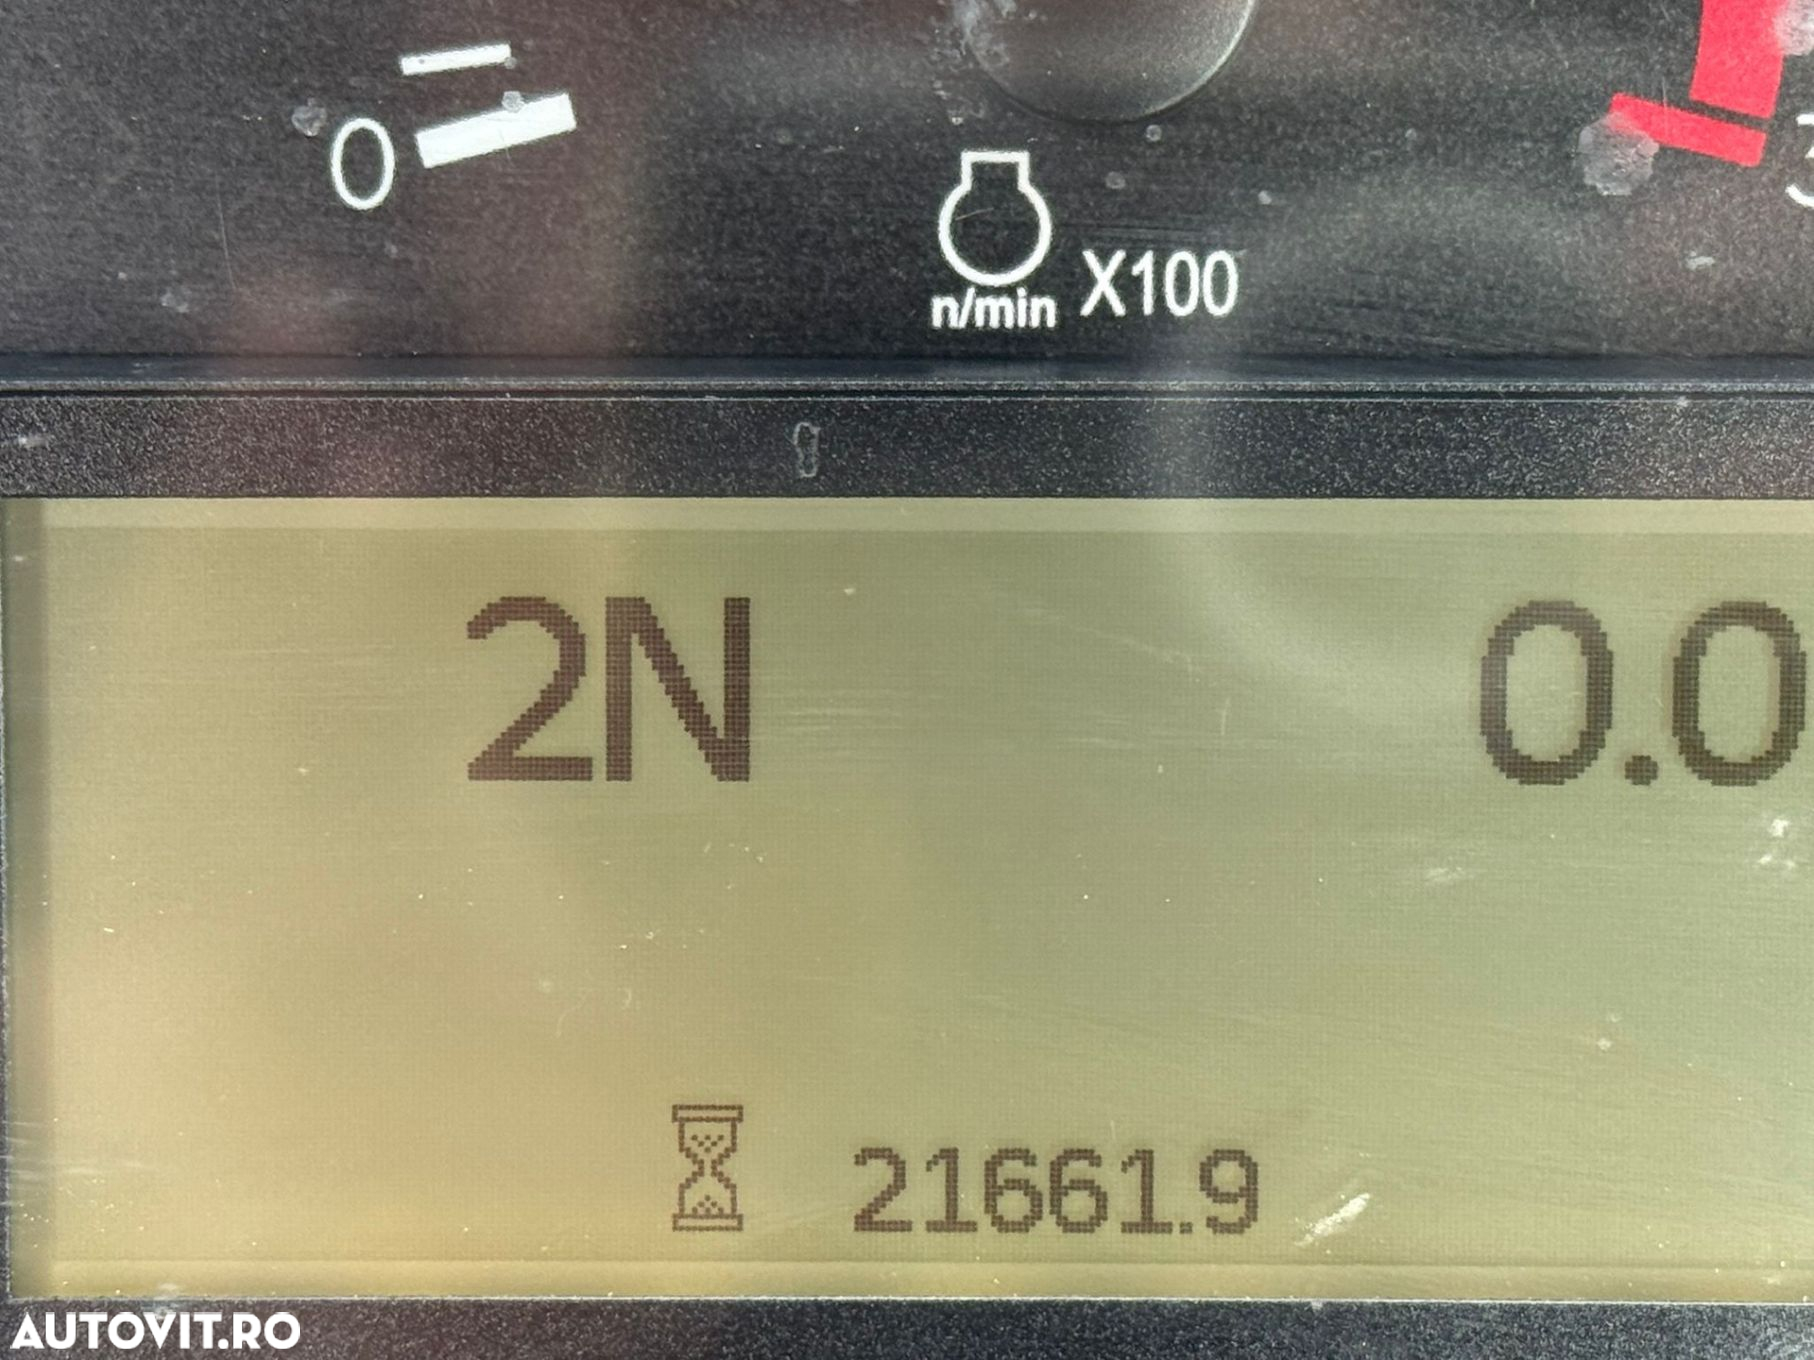 0
n/min X100
2N 0.0
21661.9
AUTOVIT.RO